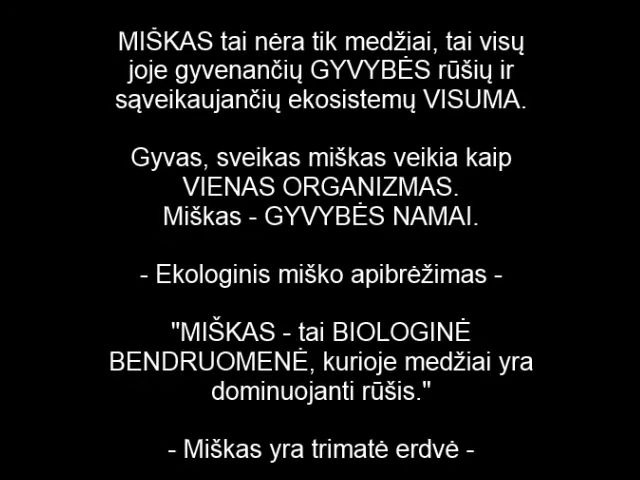 MIŠKAS tai nėra tik medžiai, tai visų
joje gyvenančių GYVYBĖS rūšių ir
sąveikaujančių ekosistemų VISUMA.
Gyvas, sveikas miškas veikia kaip
VIENAS ORGANIZMAS.
Miškas - GYVYBĖS NAMAI.
- Ekologinis miško apibrėžimas -
"MIŠKAS - tai BIOLOGINĖ
BENDRUOMENĖ, kurioje medžiai yra
dominuojanti rūšis."
- Miškas yra trimatė erdvė -